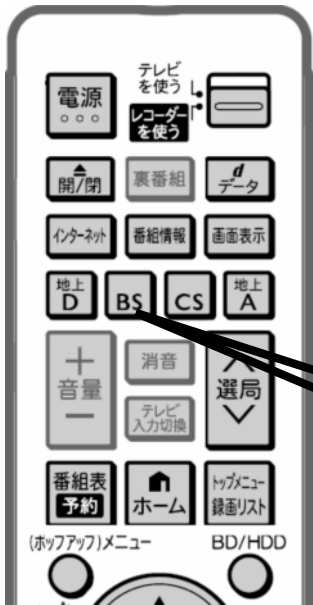 テレビ
を使う
電源
レコーダー
を使う
開/閉
裏番組
d
データ
インターネット
番組情報
画面表示
地上
D
BS
CS
地上
A
+
音量
−
消音
テレビ
入力切換
選局
番組表
予約
ホーム
トップメニュー
録画リスト
(ポップアップ)メニュー
BD/HDD